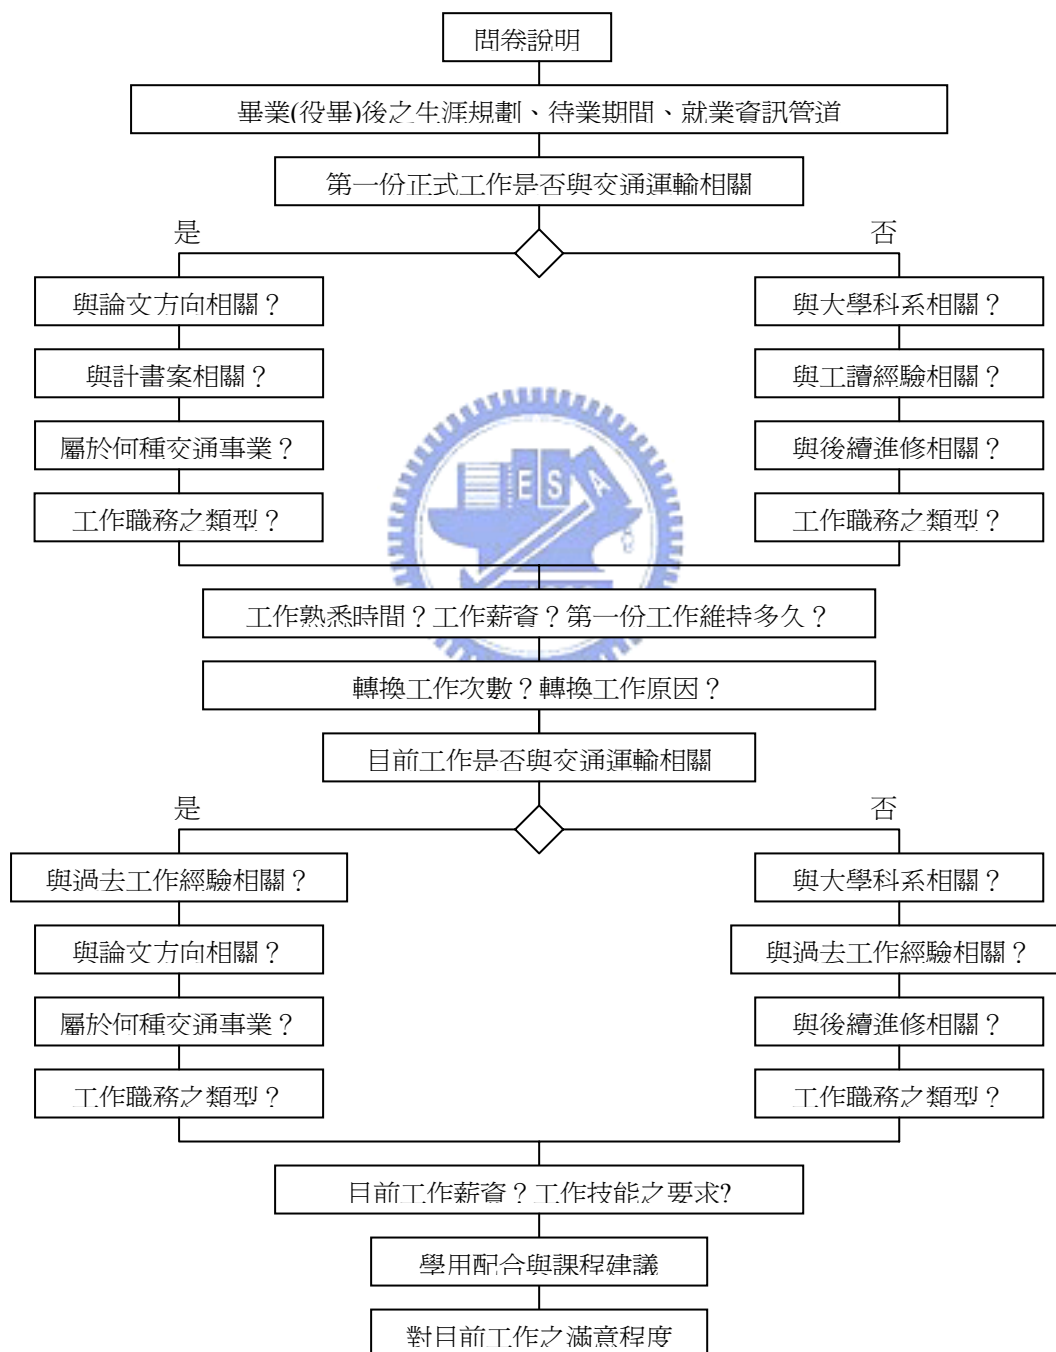 問卷說明
畢業(役畢)後之生涯規劃、待業期間、就業資訊管道
第一份正式工作是否與交通運輸相關
是
否
與論文方向相關？
與大學科系相關？
與計畫案相關？
與工讀經驗相關？
屬於何種交通事業？
與後續進修相關？
工作職務之類型？
工作職務之類型？
E S A
工作熟悉時間？工作薪資？第一份工作維持多久？
轉換工作次數？轉換工作原因？
目前工作是否與交通運輸相關
是
否
與過去工作經驗相關？
與大學科系相關？
與論文方向相關？
與過去工作經驗相關？
屬於何種交通事業？
與後續進修相關？
工作職務之類型？
工作職務之類型？
目前工作薪資？工作技能之要求?
學用配合與課程建議
對目前工作之滿意程度